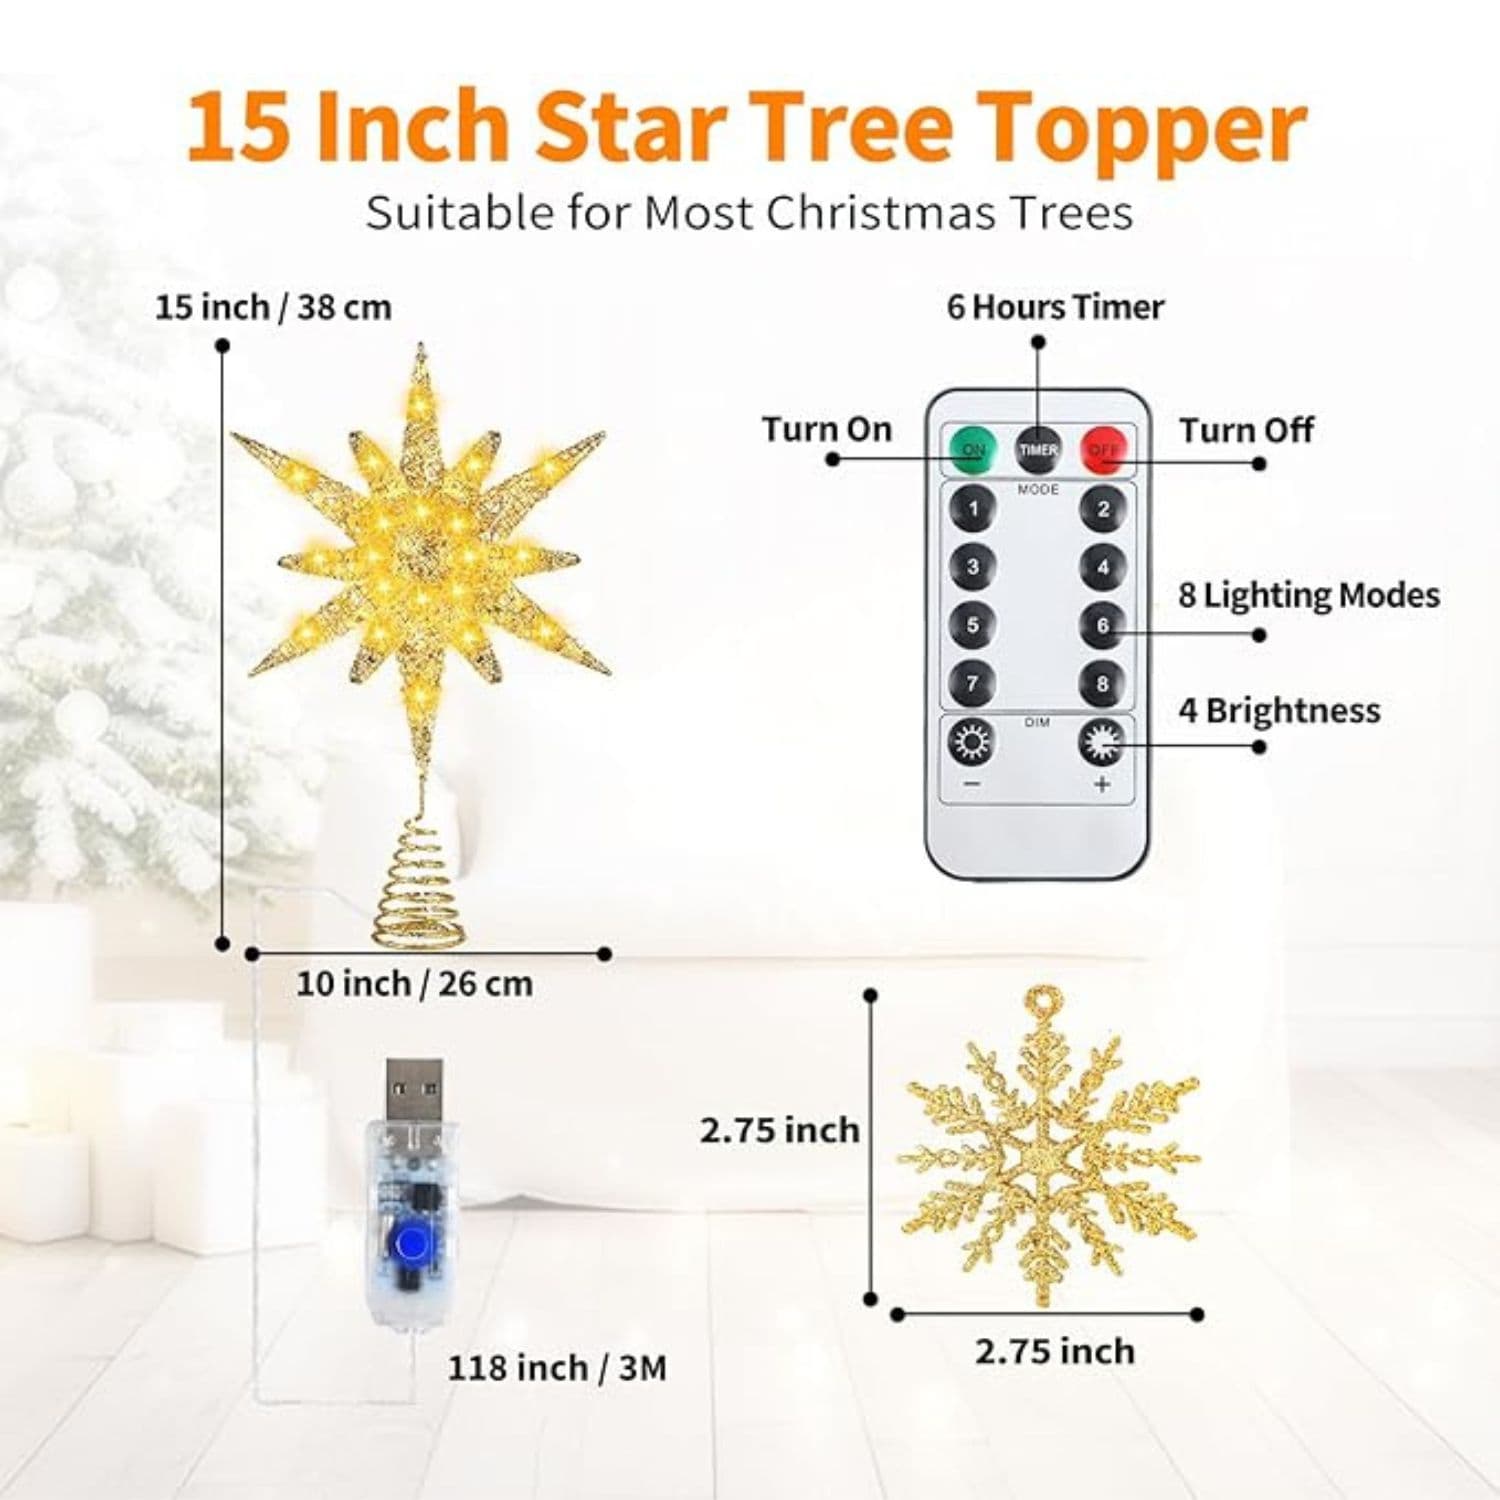 15 Inch Star Tree Topper
Suitable for Most Christmas Trees
15 inch / 38 cm
6 Hours Timer
Turn On
Turn Off
ON
TIMER
OFF
MODE
1
2
3
4
5
6
7
8
8 Lighting Modes
4 Brightness
DIM
−
+
10 inch / 26 cm
2.75 inch
118 inch / 3M
2.75 inch